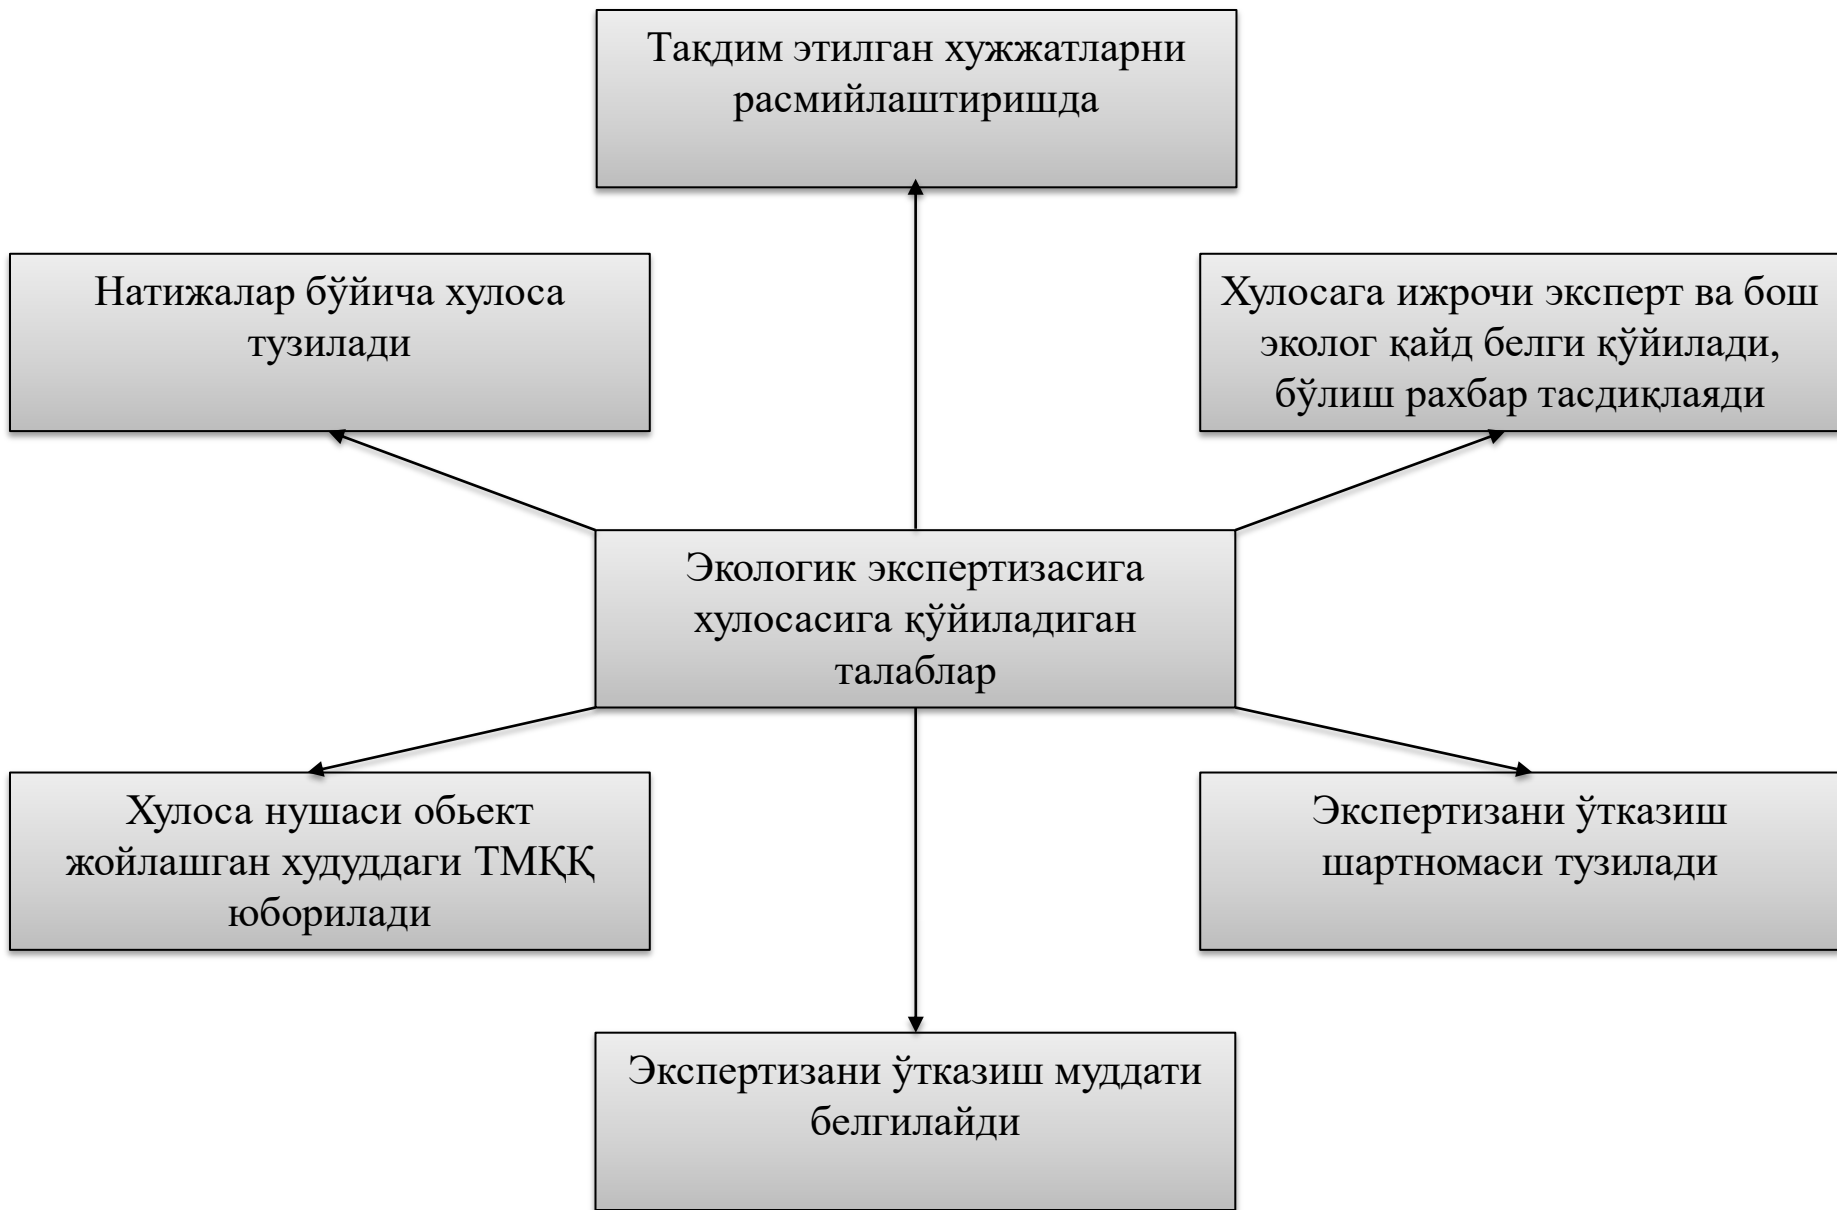 Тақдим этилган хужжатларни
расмийлаштиришда
Натижалар бўйича хулоса
тузилади
Хулосага ижрочи эксперт ва бош
эколог қайд белги қўйилади,
бўлиш рахбар тасдиқлаяди
Экологик экспертизасига
хулосасига қўйиладиган
талаблар
Хулоса нушаси обьект
жойлашган худуддаги ТМҚҚ
юборилади
Экспертизани ўтказиш
шартномаси тузилади
Экспертизани ўтказиш муддати
белгилайди